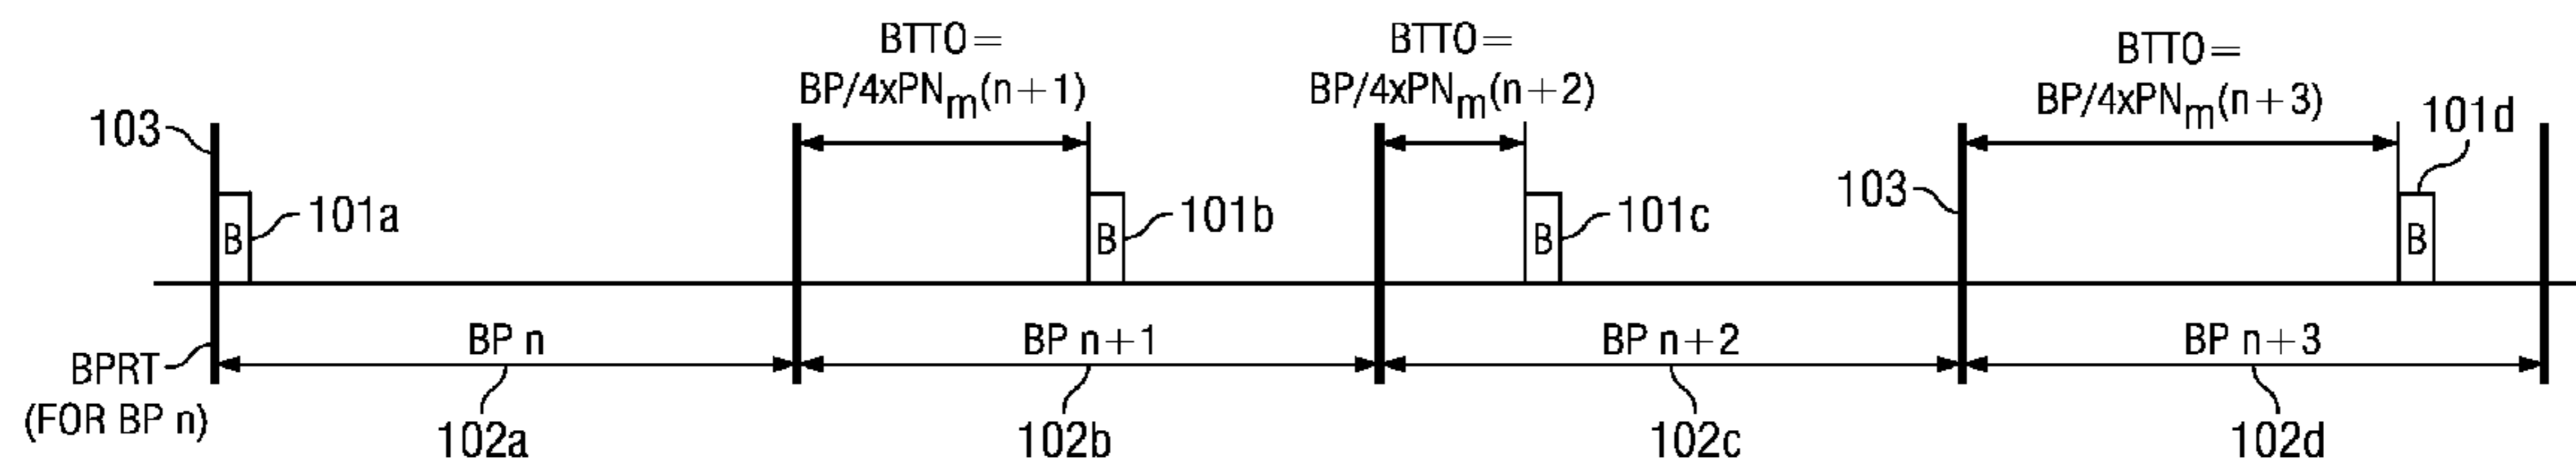 BTTO=
BP/4xPNm(n+1)
BTTO=
BP/4xPNm(n+2)
BTTO=
BP/4xPNm(n+3)
103
101d
B
101a
B
101b
B
101c
103
B
BPRT
(FOR BP n)
BP n
BP n+1
BP n+2
BP n+3
102a
102b
102c
102d